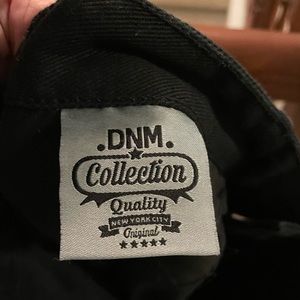 .DNM.
Collection
Quality
NEW YORK CITY
Original